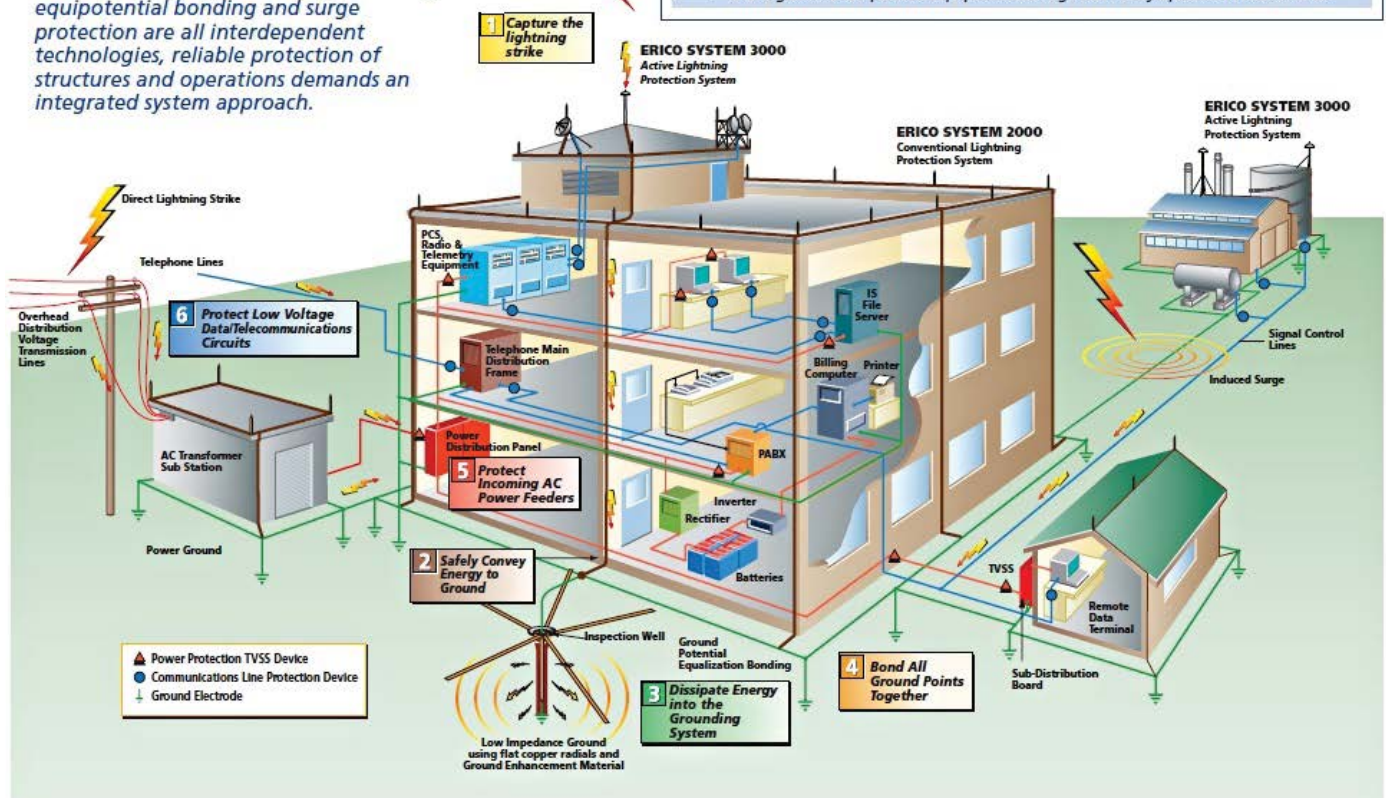 equipotential bonding and surge
protection are all interdependent
technologies, reliable protection of
structures and operations demands an
integrated system approach.
1 Capture the
lightning
strike
ERICO SYSTEM 3000
Active Lightning
Protection System
ERICO SYSTEM 2000
Conventional Lightning
Protection System
ERICO SYSTEM 3000
Active Lightning
Protection System
Direct Lightning Strike
Telephone Lines
Overhead
Distribution
Voltage
Transmission
Lines
6 Protect Low Voltage
Data/Telecommunications
Circuits
PCS,
Radio &
Telemetry
Equipment
IS
File
Server
Telephone Main
Distribution
Frame
Billing
Computer
Printer
Signal Control
Lines
Induced Surge
AC Transformer
Sub Station
Power
Distribution Panel
5 Protect
Incoming AC
Power Feeders
PABX
Inverter
Rectifier
Batteries
Power Ground
2 Safely Convey
Energy to
Ground
TVSS
Remote
Data
Terminal
Sub-Distribution
Board
Inspection Well
Ground
Potential
Equalization Bonding
3 Dissipate Energy
into the
Grounding
System
4 Bond All
Ground Points
Together
Power Protection TVSS Device
Communications Line Protection Device
Ground Electrode
Low Impedance Ground
using flat copper radials and
Ground Enhancement Material